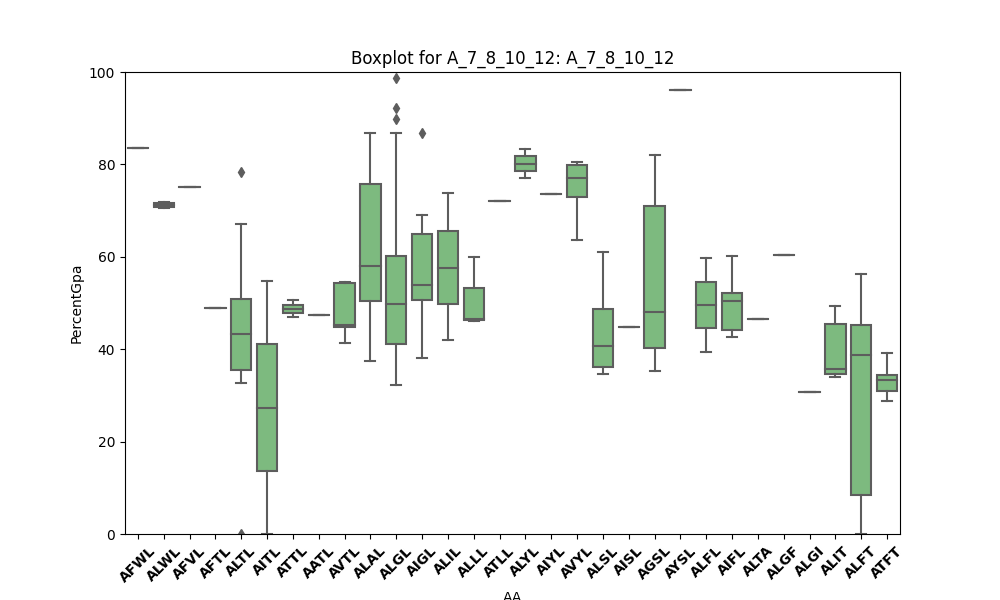 Boxplot for A_7_8_10_12: A_7_8_10_12
100
80
60
40
20
0
PercentGpa
AFWL ALWL AFVL AFTL ALTL AITL ATTL AATL AVTL ALAL ALGL AIGL ALIL ALLL ATLL ALYL AIYL AVYL ALSL AISL AGSL AYSL ALFL AIFL ALTA ALGF ALGI ALIT ALFT ATFT
AA